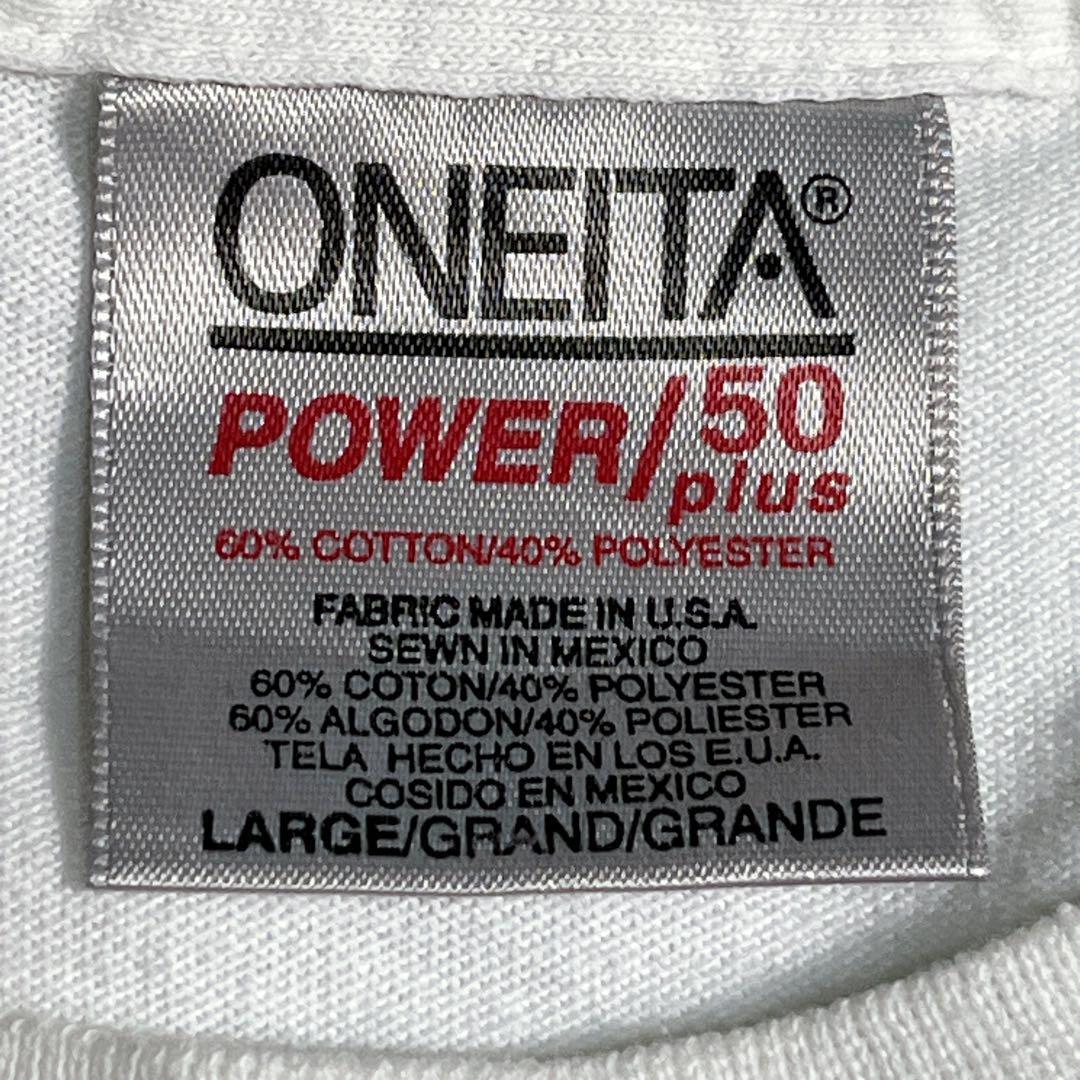 ONEITA®
POWER/50 plus
60% COTTON/40% POLYESTER
FABRIC MADE IN U.S.A.
SEWN IN MEXICO
60% COTON/40% POLYESTER
60% ALGODON/40% POLIESTER
TELA HECHO EN LOS E.U.A.
COSIDO EN MEXICO
LARGE/GRAND/GRANDE